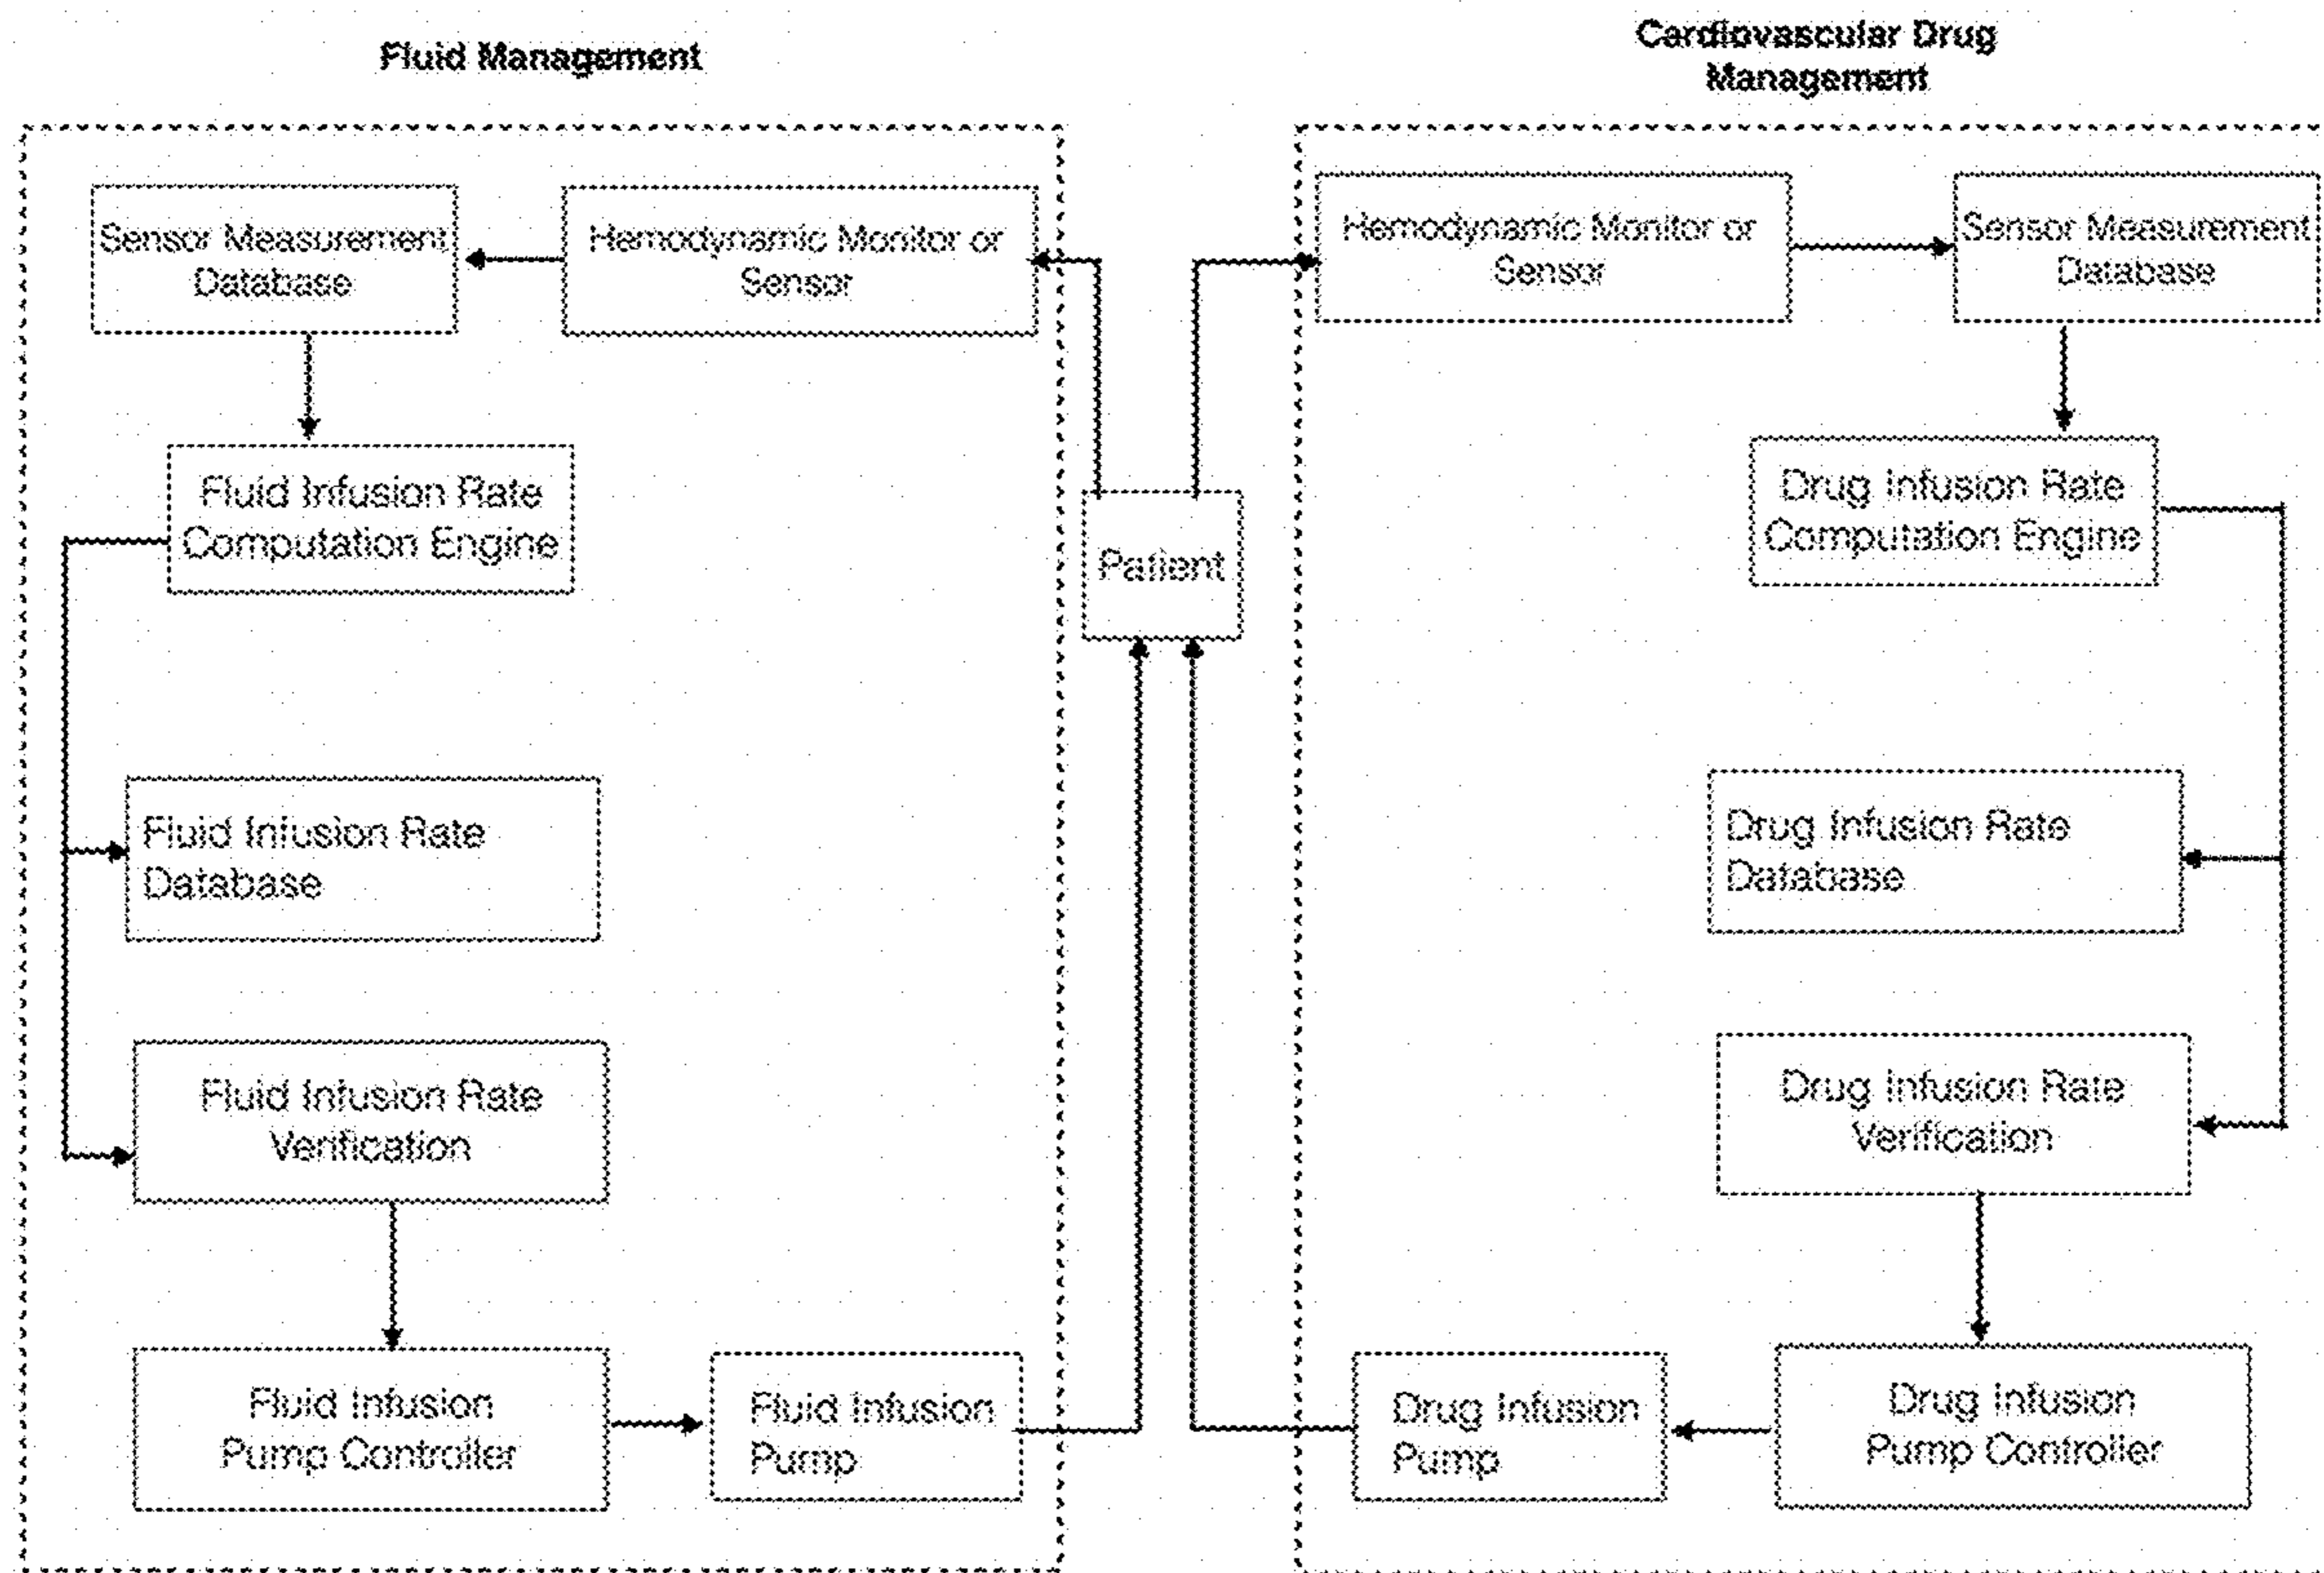 Fluid Management
Cardiovascular Drug
Management
Sensor Measurement
Database
Hemodynamic Monitor or
Sensor
Hemodynamic Monitor or
Sensor
Sensor Measurement
Database
Fluid Infusion Rate
Computation Engine
Patient
Drug Infusion Rate
Computation Engine
Fluid Infusion Rate
Database
Drug Infusion Rate
Database
Fluid Infusion Rate
Verification
Drug Infusion Rate
Verification
Fluid Infusion
Pump Controller
Fluid Infusion
Pump
Drug Infusion
Pump
Drug Infusion
Pump Controller